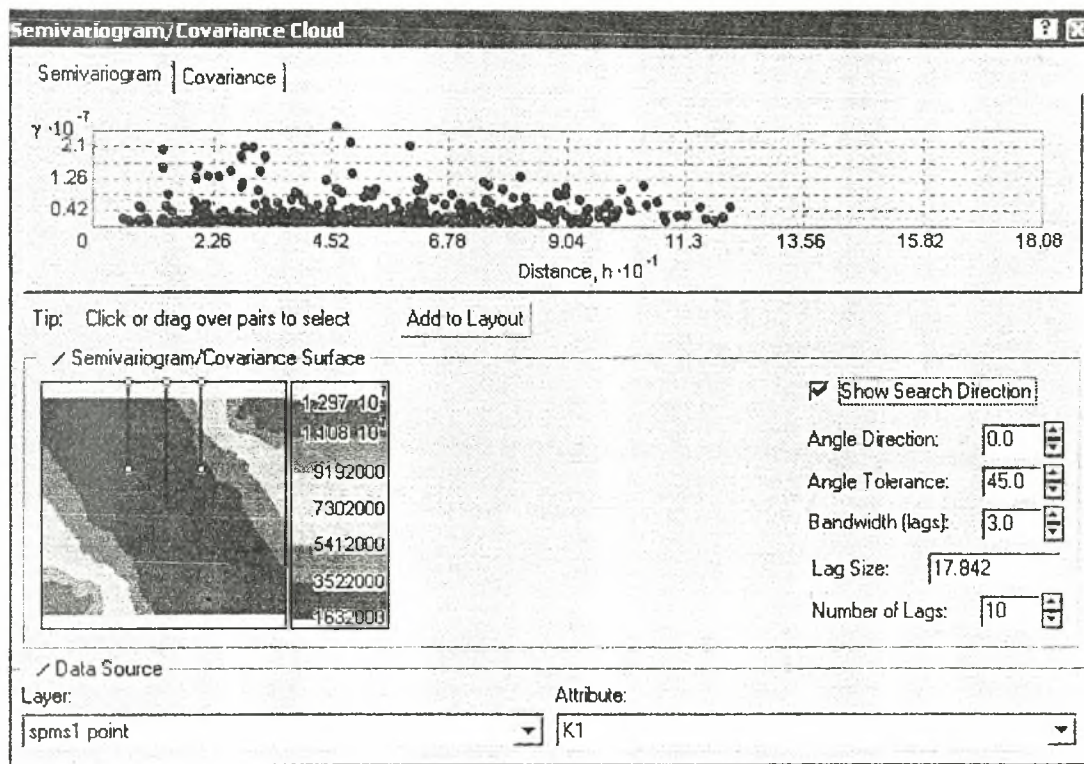 Semivariogram/Covariance Cloud
Semivariogram Covariance
γ ·10⁻⁷
2.1
1.26
0.42
0 2.26 4.52 6.78 9.04 11.3 13.56 15.82 18.08
Distance, h ·10⁻¹
Tip: Click or drag over pairs to select Add to Layout
Semivariogram/Covariance Surface
1.297 10⁷
1.108 10⁷
9192000
7302000
5412000
3522000
1632000
Show Search Direction
Angle Direction: 0.0
Angle Tolerance: 45.0
Bandwidth (lags): 3.0
Lag Size: 17.842
Number of Lags: 10
Data Source
Layer: Attribute:
spms1 point K1